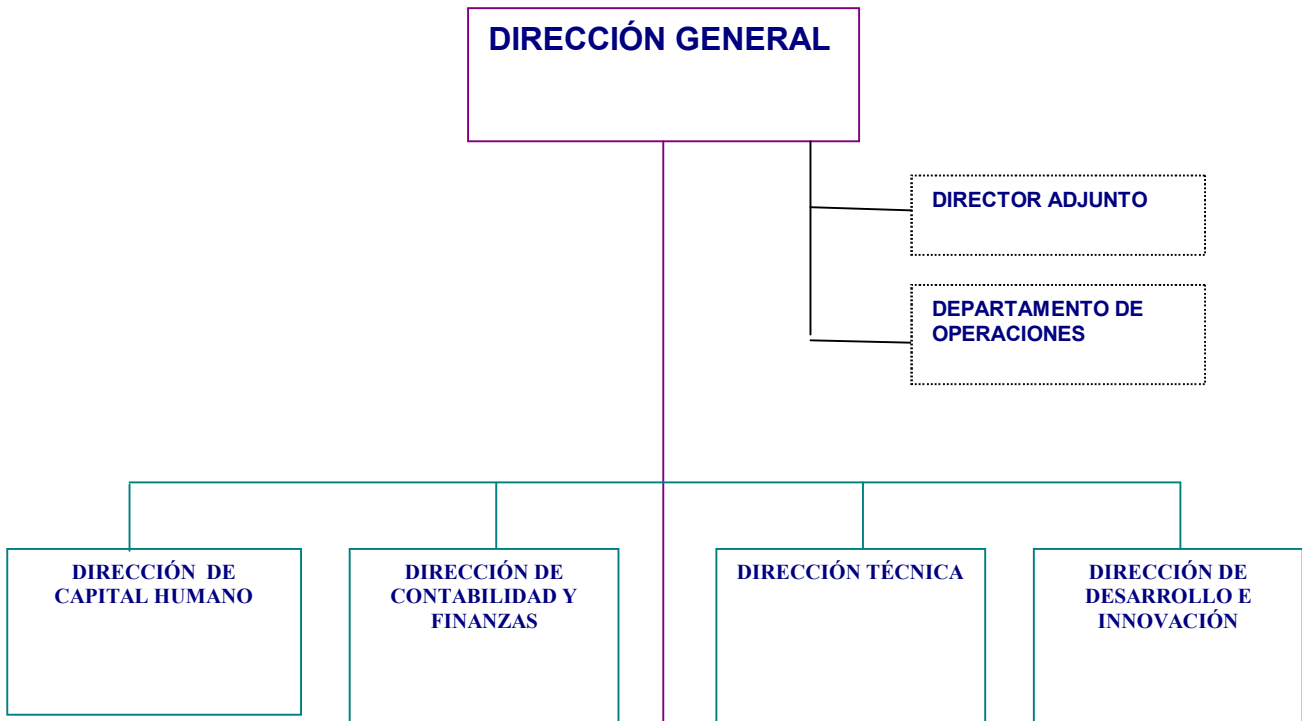 DIRECCIÓN GENERAL
DIRECTOR ADJUNTO
DEPARTAMENTO DE
OPERACIONES
DIRECCIÓN DE
CAPITAL HUMANO
DIRECCIÓN DE
CONTABILIDAD Y
FINANZAS
DIRECCIÓN TÉCNICA
DIRECCIÓN DE
DESARROLLO E
INNOVACIÓN